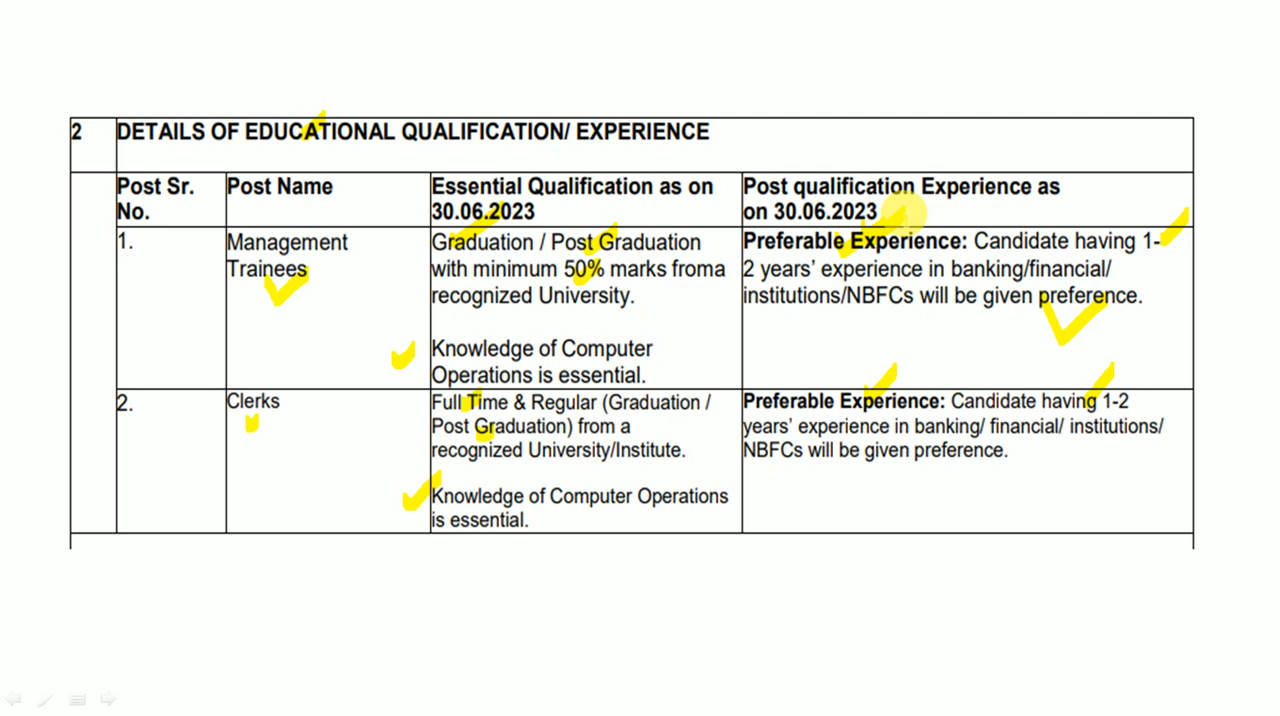 2 DETAILS OF EDUCATIONAL QUALIFICATION/ EXPERIENCE
Post Sr. No.
Post Name
Essential Qualification as on
30.06.2023
Post qualification Experience as
on 30.06.2023
1.
Management
Trainees
Graduation / Post Graduation
with minimum 50% marks froma
recognized University.
Knowledge of Computer
Operations is essential.
Preferable Experience: Candidate having 1-
2 years’ experience in banking/financial/
institutions/NBFCs will be given preference.
2.
Clerks
Full Time & Regular (Graduation /
Post Graduation) from a
recognized University/Institute.
Knowledge of Computer Operations
is essential.
Preferable Experience: Candidate having 1-2
years’ experience in banking/ financial/ institutions/
NBFCs will be given preference.